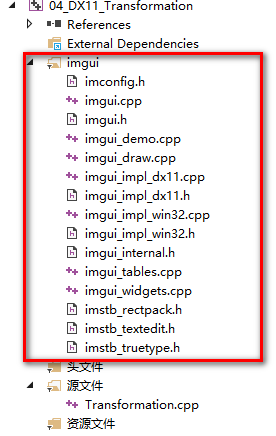 04_DX11_Transformation
References
External Dependencies
imgui
imconfig.h
imgui.cpp
imgui.h
imgui_demo.cpp
imgui_draw.cpp
imgui_impl_dx11.cpp
imgui_impl_dx11.h
imgui_impl_win32.cpp
imgui_impl_win32.h
imgui_internal.h
imgui_tables.cpp
imgui_widgets.cpp
imstb_rectpack.h
imstb_textedit.h
imstb_truetype.h
头文件
源文件
Transformation.cpp
资源文件